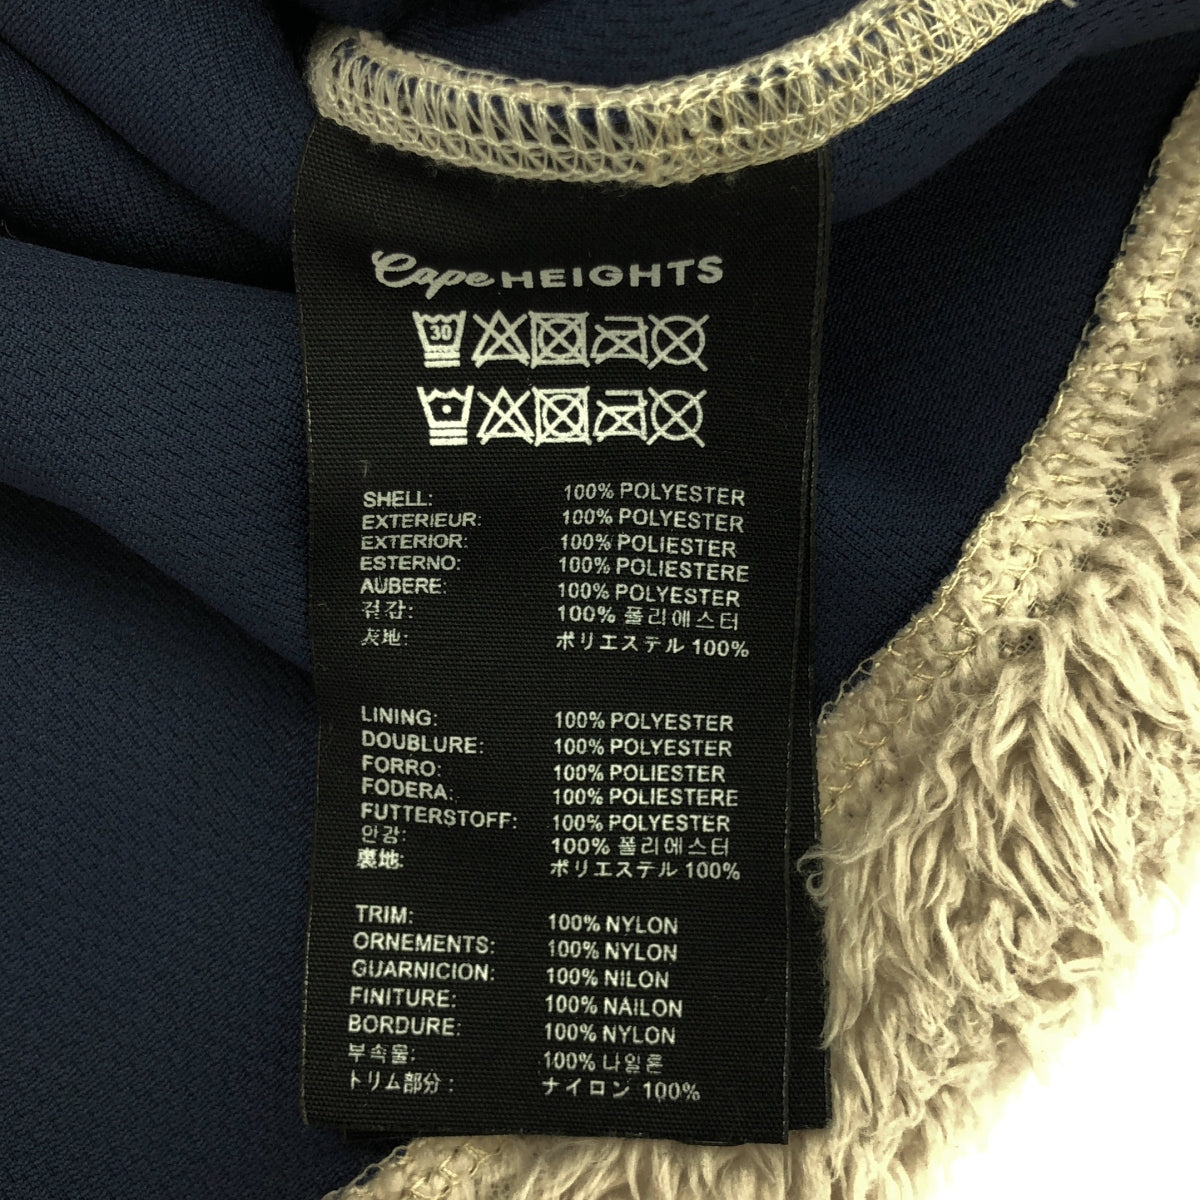 Cape HEIGHTS
30
SHELL: 100% POLYESTER
EXTERIEUR: 100% POLYESTER
EXTERIOR: 100% POLIESTER
ESTERNO: 100% POLIESTERE
AUBERE: 100% POLYESTER
겉감: 100% 폴리에스터
表地: ポリエステル 100%
LINING: 100% POLYESTER
DOUBLURE: 100% POLYESTER
FORRO: 100% POLIESTER
FODERA: 100% POLIESTERE
FUTTERSTOFF: 100% POLYESTER
안감: 100% 폴리에스터
裏地: ポリエステル 100%
TRIM: 100% NYLON
ORNEMENTS: 100% NYLON
GUARNICION: 100% NILON
FINITURE: 100% NAILON
BORDURE: 100% NYLON
부속물: 100% 나일론
トリム部分: ナイロン 100%